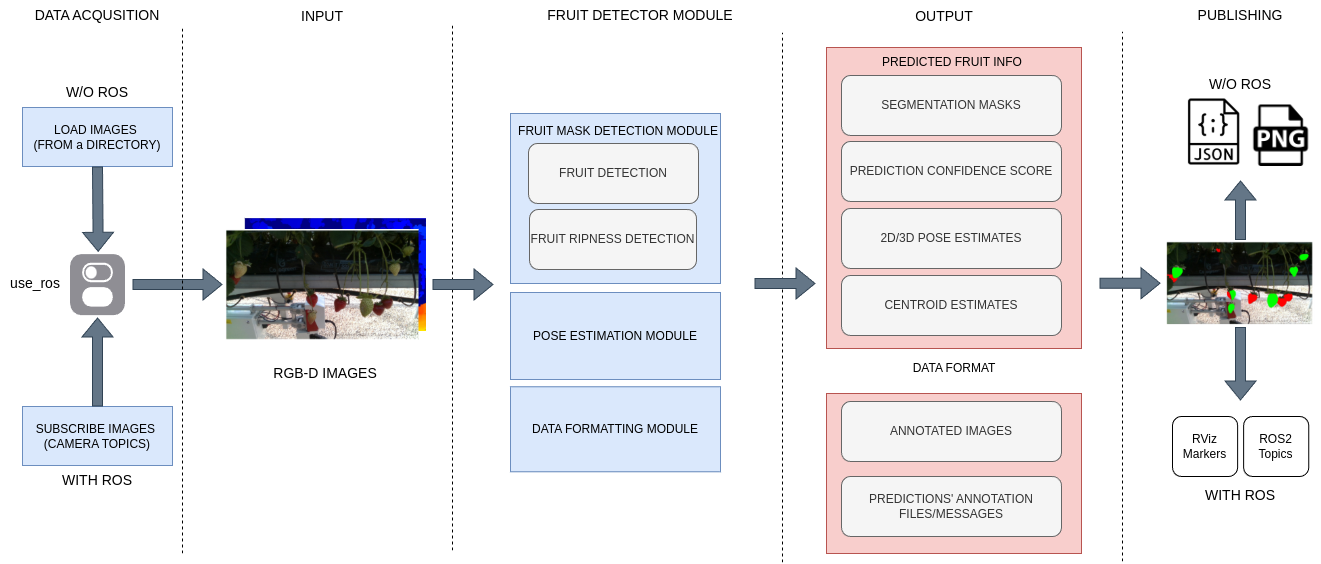 DATA ACQUSITION
INPUT
FRUIT DETECTOR MODULE
OUTPUT
PUBLISHING
W/O ROS
LOAD IMAGES
(FROM a DIRECTORY)
use_ros
SUBSCRIBE IMAGES
(CAMERA TOPICS)
WITH ROS
RGB-D IMAGES
FRUIT MASK DETECTION MODULE
FRUIT DETECTION
FRUIT RIPNESS DETECTION
POSE ESTIMATION MODULE
DATA FORMATTING MODULE
PREDICTED FRUIT INFO
SEGMENTATION MASKS
PREDICTION CONFIDENCE SCORE
2D/3D POSE ESTIMATES
CENTROID ESTIMATES
DATA FORMAT
ANNOTATED IMAGES
PREDICTIONS' ANNOTATION
FILES/MESSAGES
W/O ROS
{;}
JSON
PNG
RViz
Markers
ROS2
Topics
WITH ROS